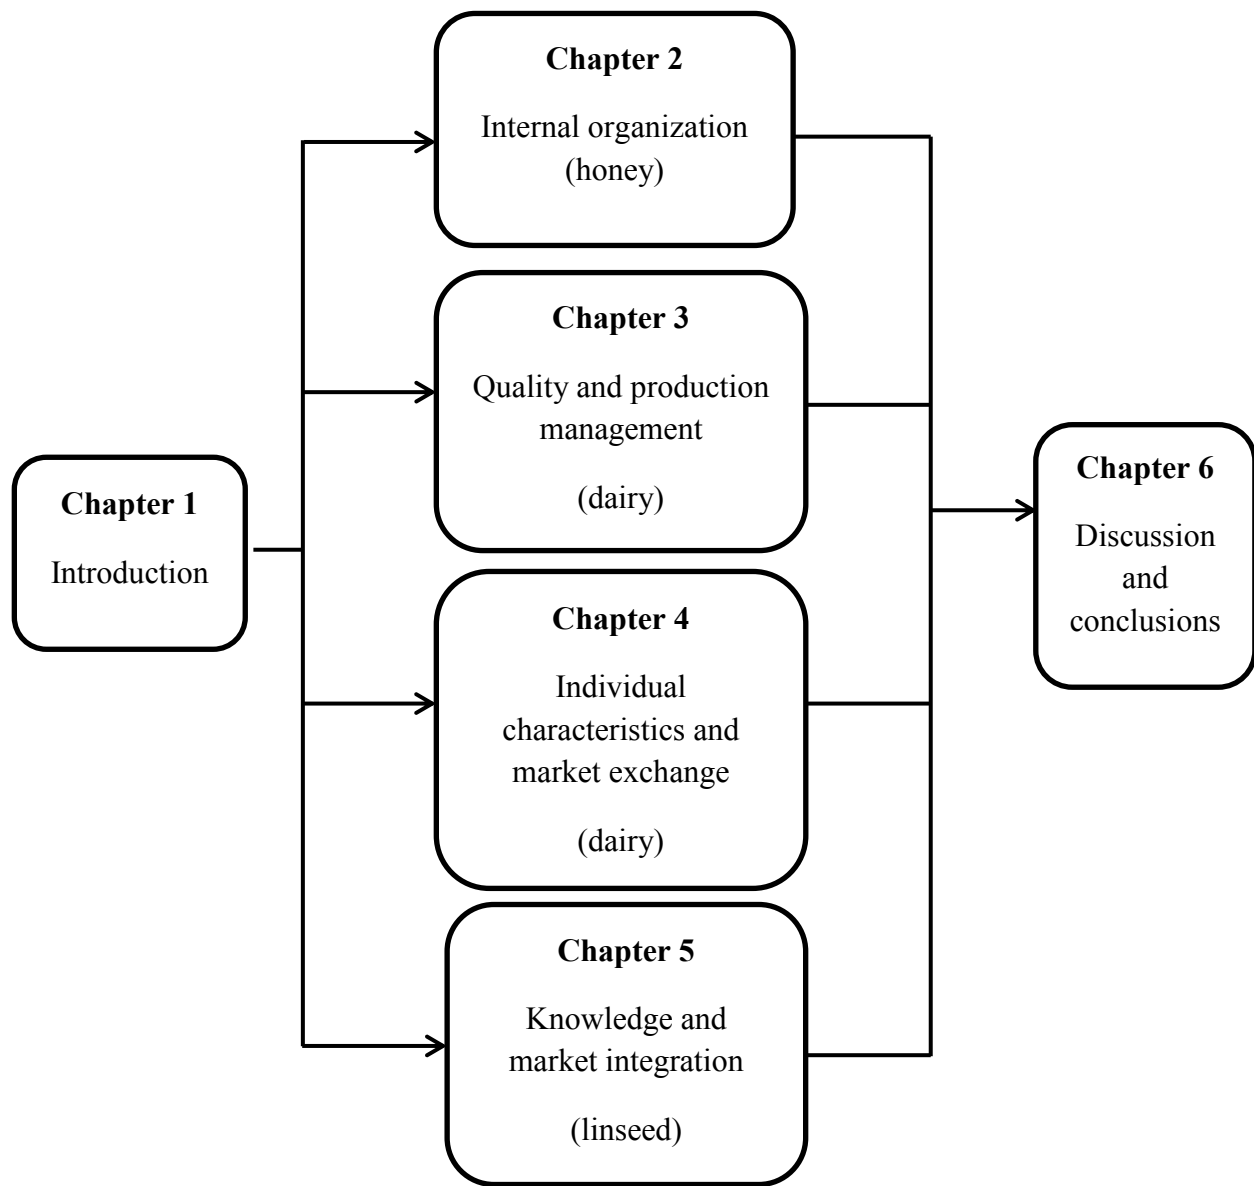 Chapter 1
Introduction
Chapter 2
Internal organization
(honey)
Chapter 3
Quality and production
management
(dairy)
Chapter 4
Individual
characteristics and
market exchange
(dairy)
Chapter 5
Knowledge and
market integration
(linseed)
Chapter 6
Discussion
and
conclusions